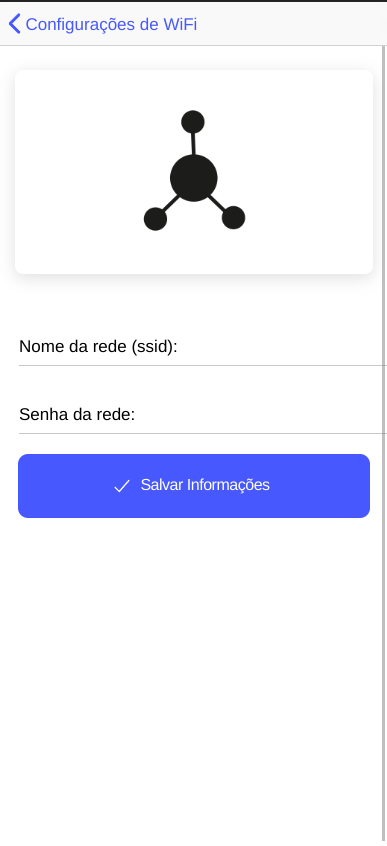 Configurações de WiFi
Nome da rede (ssid):
Senha da rede:
Salvar Informações